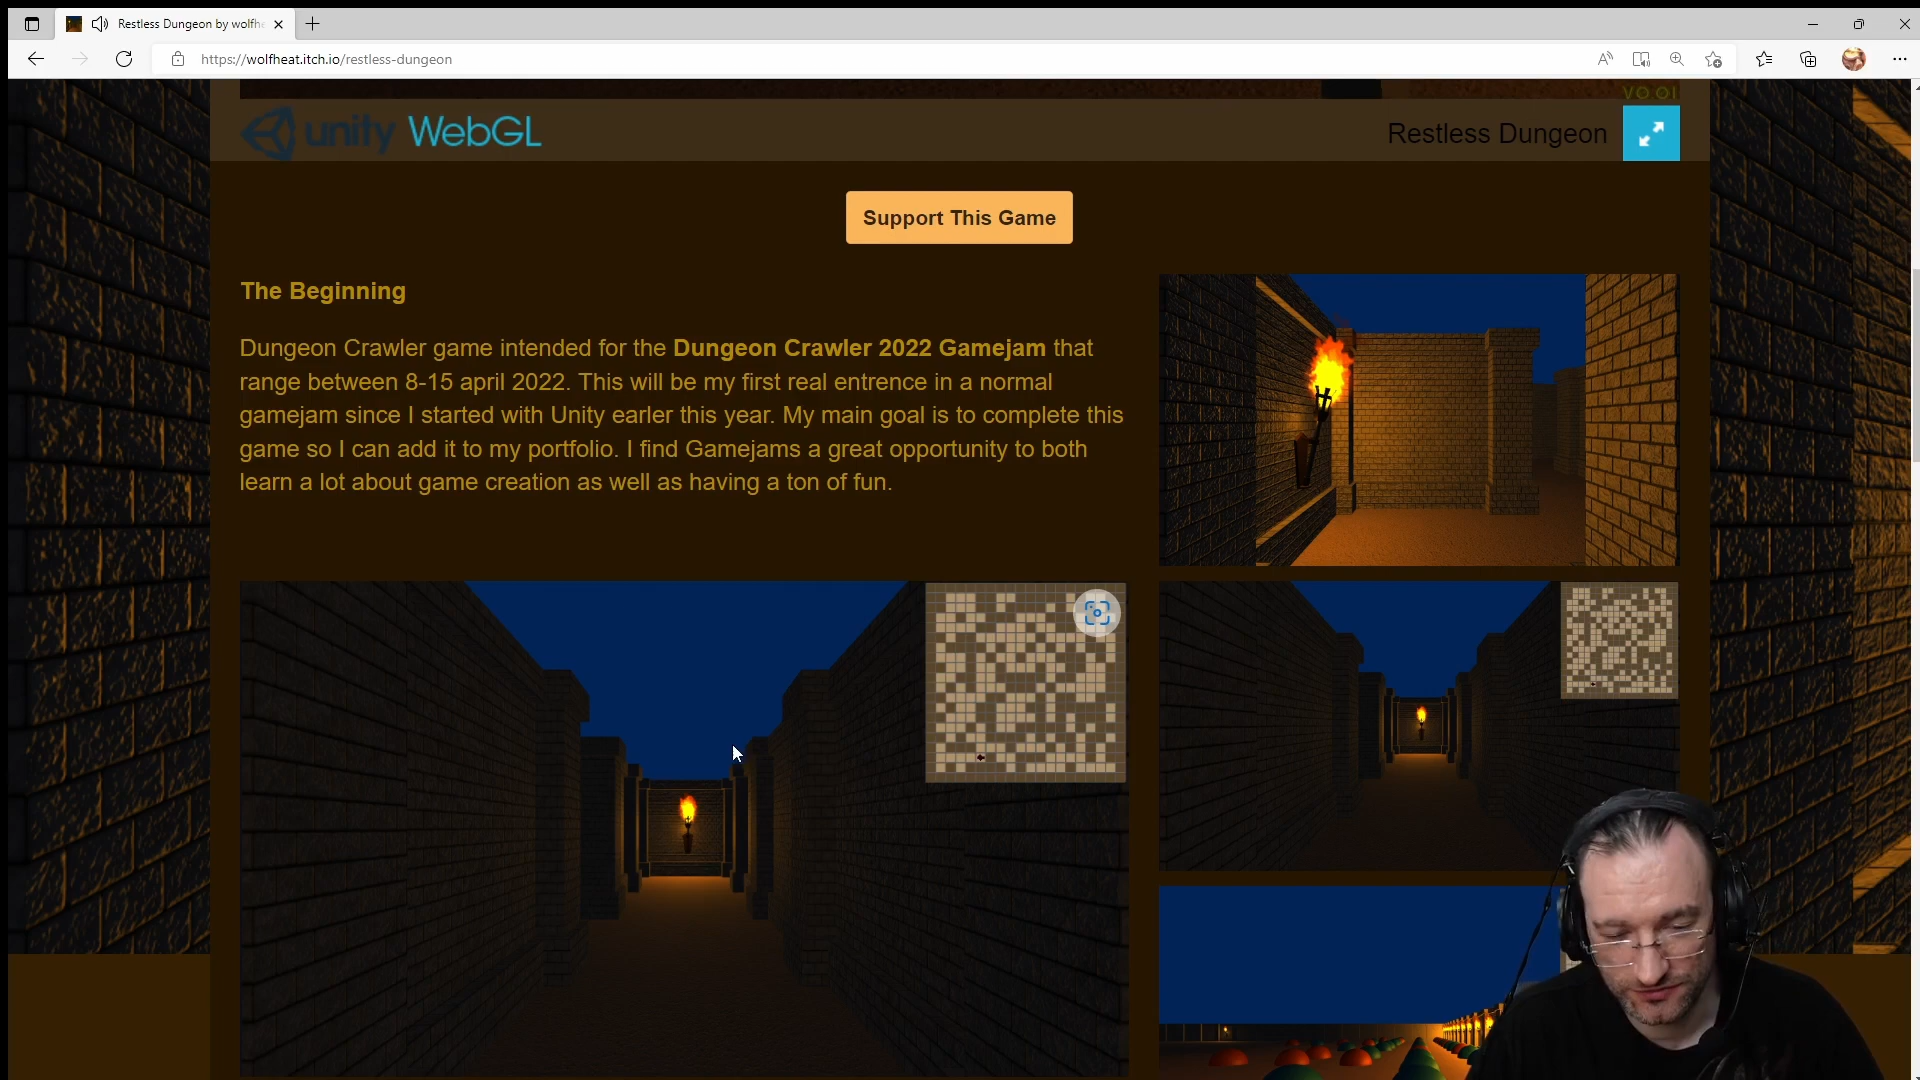 Restless Dungeon by wolfhe
https://wolfheat.itch.io/restless-dungeon
V0.01
unity WebGL
Restless Dungeon
Support This Game
The Beginning
Dungeon Crawler game intended for the Dungeon Crawler 2022 Gamejam that
range between 8-15 april 2022. This will be my first real entrence in a normal
gamejam since I started with Unity earler this year. My main goal is to complete this
game so I can add it to my portfolio. I find Gamejams a great opportunity to both
learn a lot about game creation as well as having a ton of fun.